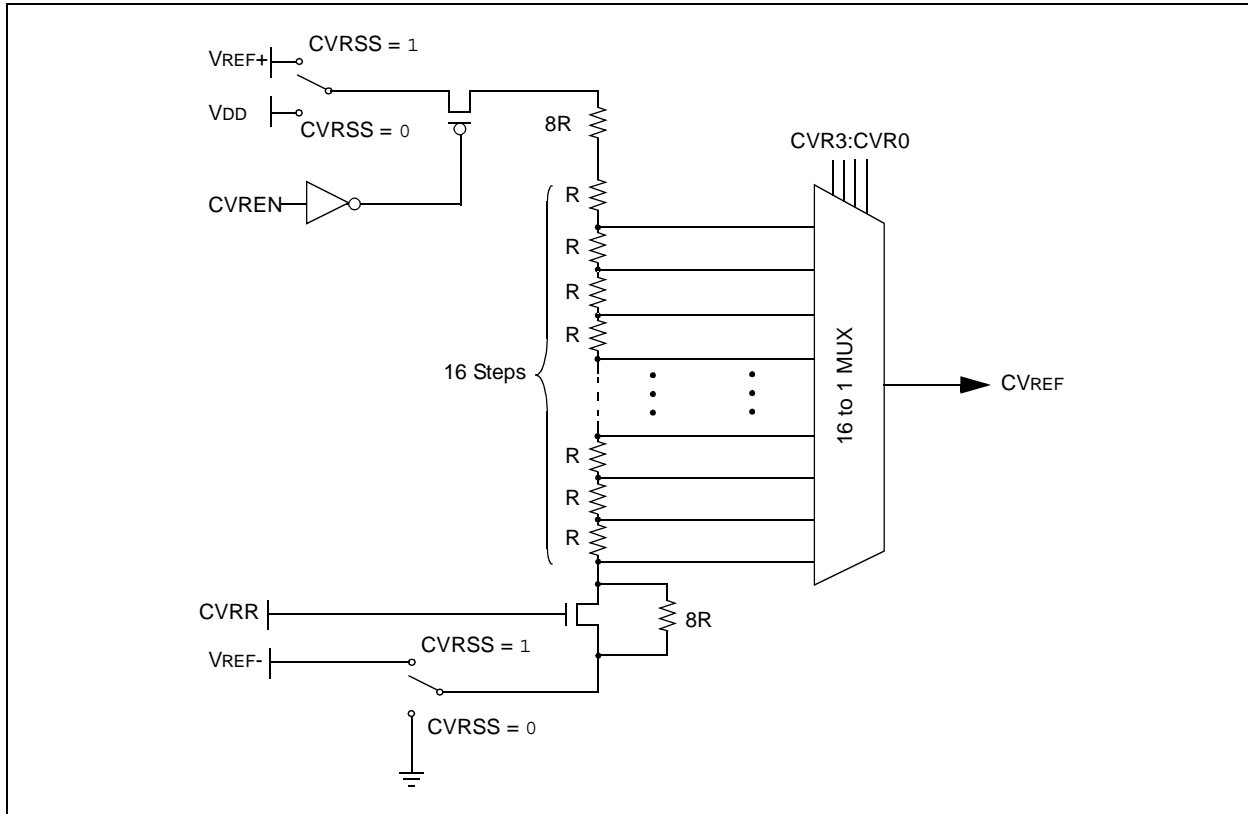 CVRSS = 1
VREF+
VDD
CVRSS = 0
8R
CVR3:CVR0
CVREN
R
R
R
R
16 Steps
16 to 1 MUX
CVREF
R
R
R
CVRR
8R
CVRSS = 1
VREF-
CVRSS = 0